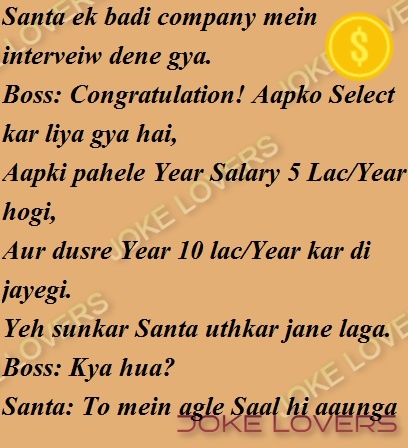 Santa ek badi company mein
interveiw dene gya.
Boss: Congratulation! Aapko Select
kar liya gya hai,
Aapki pahele Year Salary 5 Lac/Year
hogi,
Aur dusre Year 10 lac/Year kar di
jayegi.
Yeh sunkar Santa uthkar jane laga.
Boss: Kya hua?
Santa: To mein agle Saal hi aaunga
JOKE LOVERS